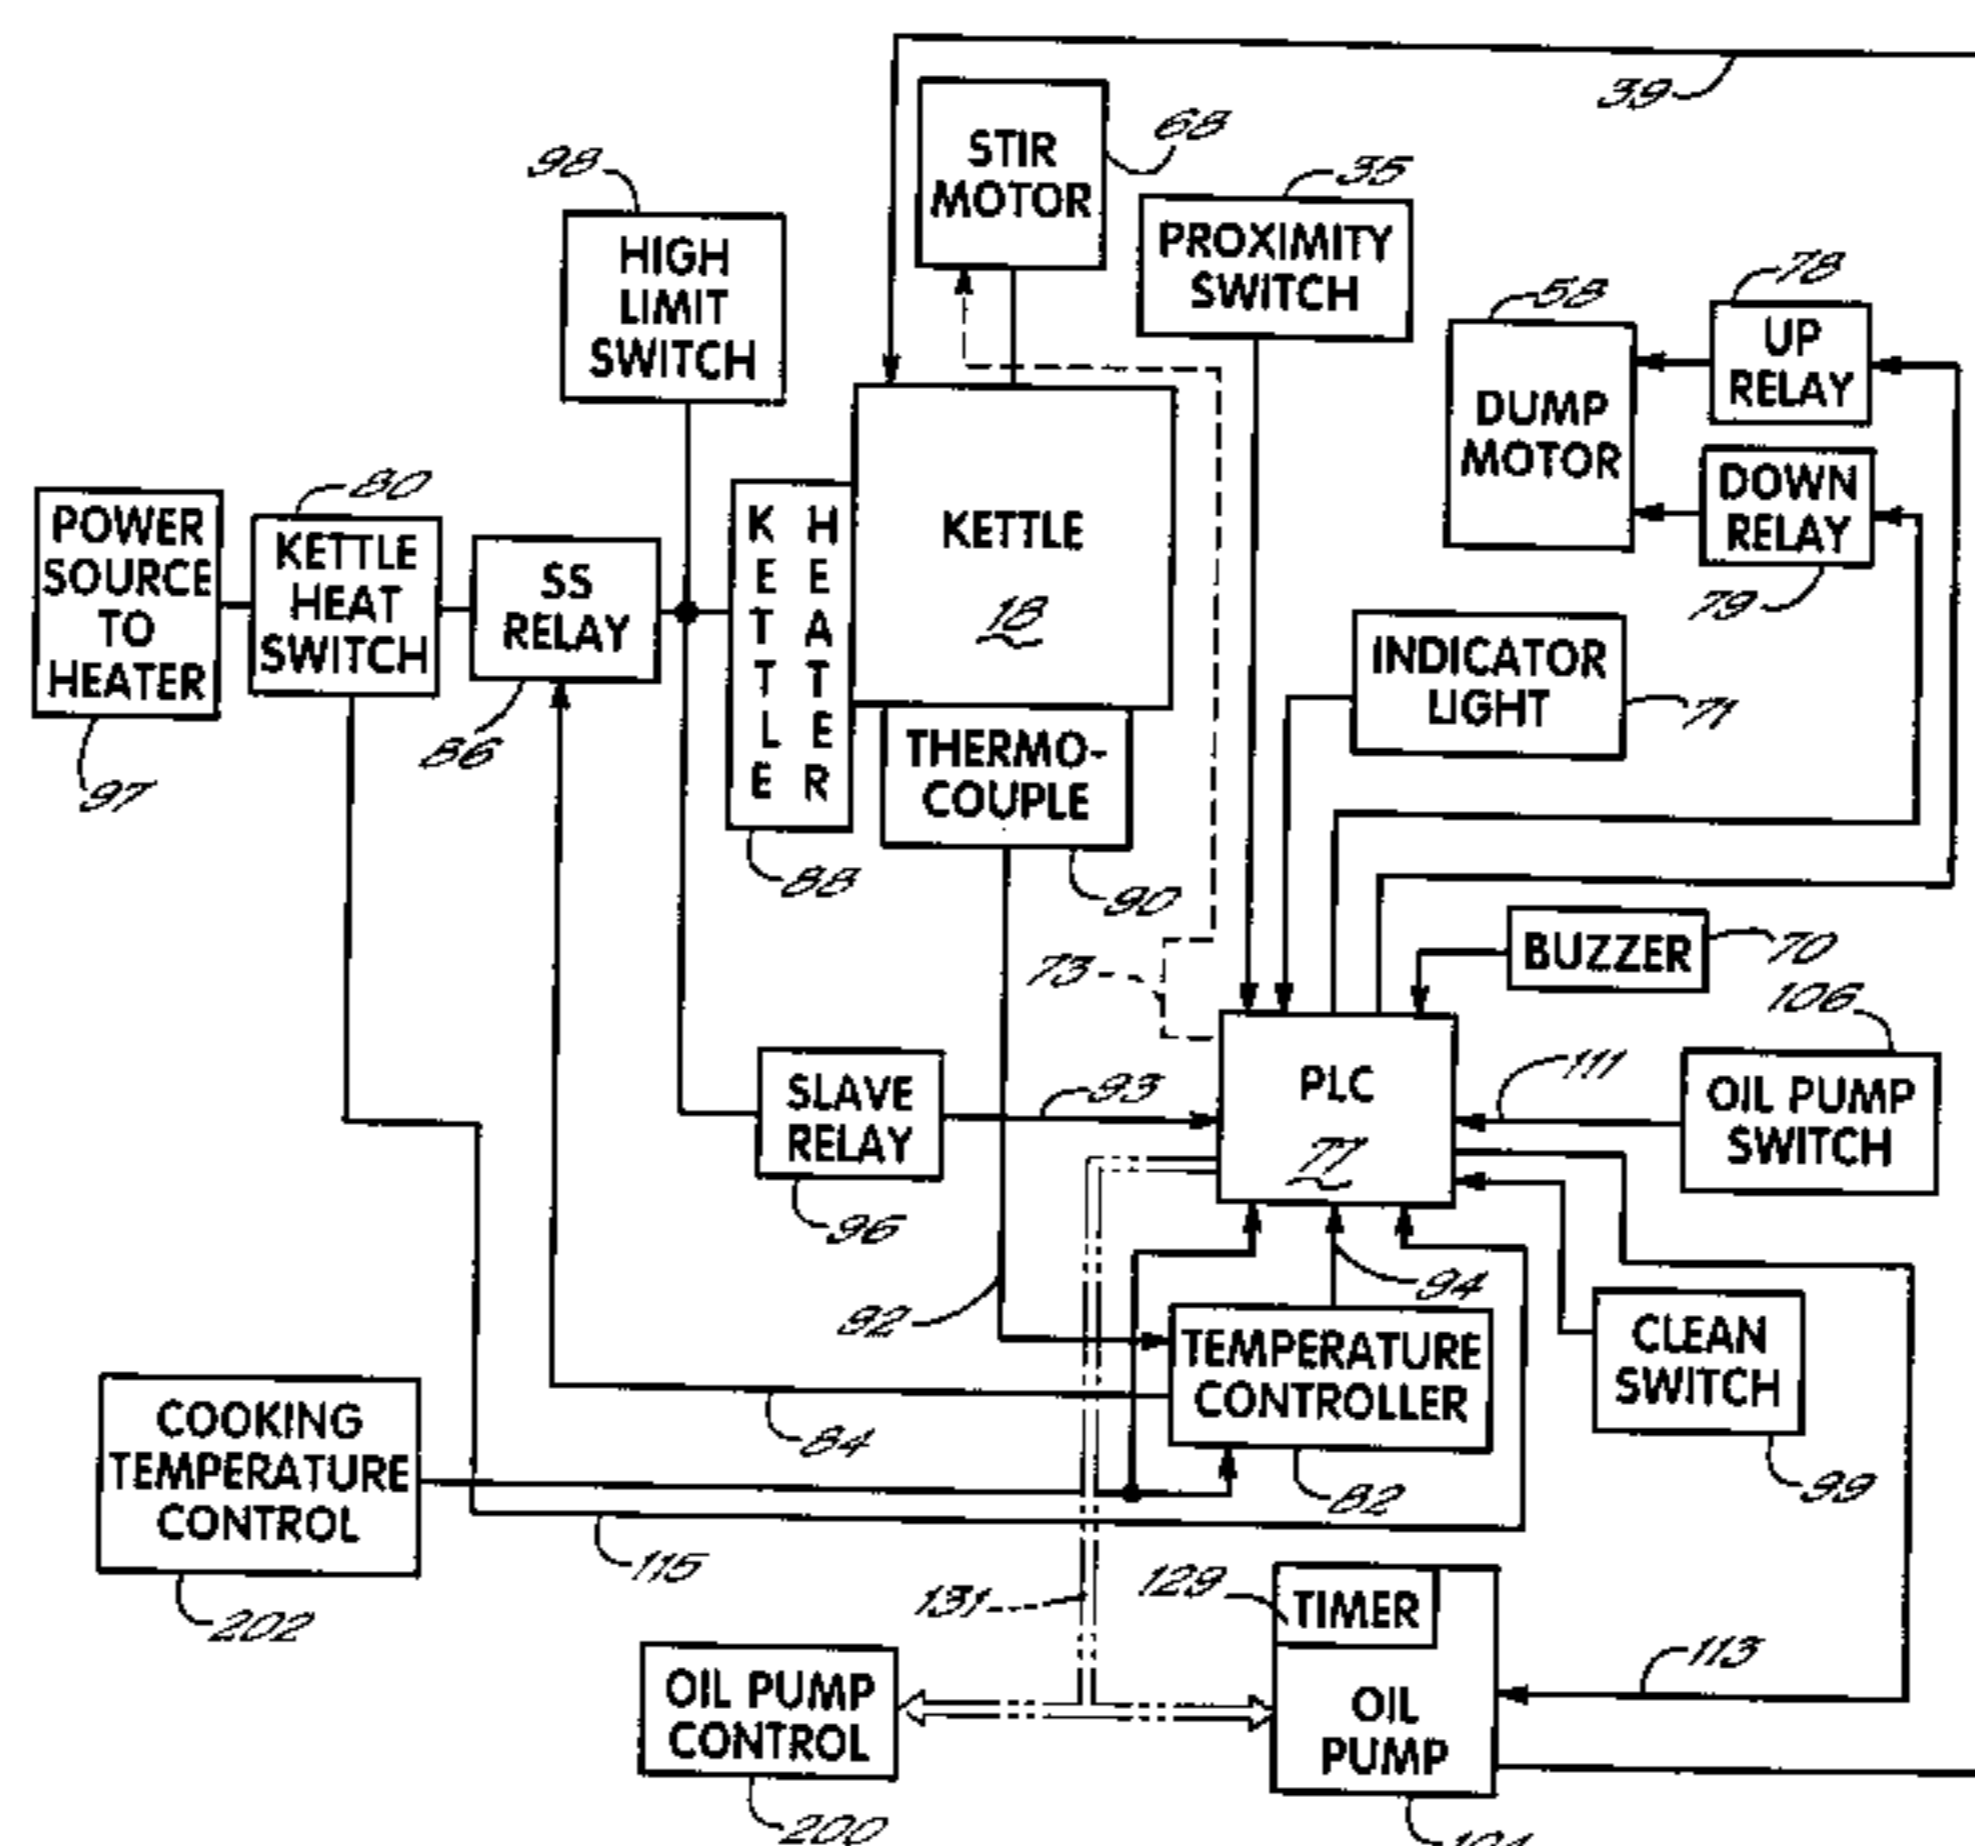 39
STIR
MOTOR
68
98
35
HIGH
LIMIT
SWITCH
PROXIMITY
SWITCH
58
78
UP
RELAY
DUMP
MOTOR
DOWN
RELAY
79
80
POWER
SOURCE
TO
HEATER
97
KETTLE
HEAT
SWITCH
SS
RELAY
86
KETTLE
HEATER
88
KETTLE
18
THERMO-
COUPLE
90
INDICATOR
LIGHT
71
BUZZER
70
73
106
OIL PUMP
SWITCH
111
PLC
77
SLAVE
RELAY
93
96
94
92
TEMPERATURE
CONTROLLER
82
CLEAN
SWITCH
99
COOKING
TEMPERATURE
CONTROL
202
84
115
131
129
TIMER
OIL
PUMP
113
OIL PUMP
CONTROL
200